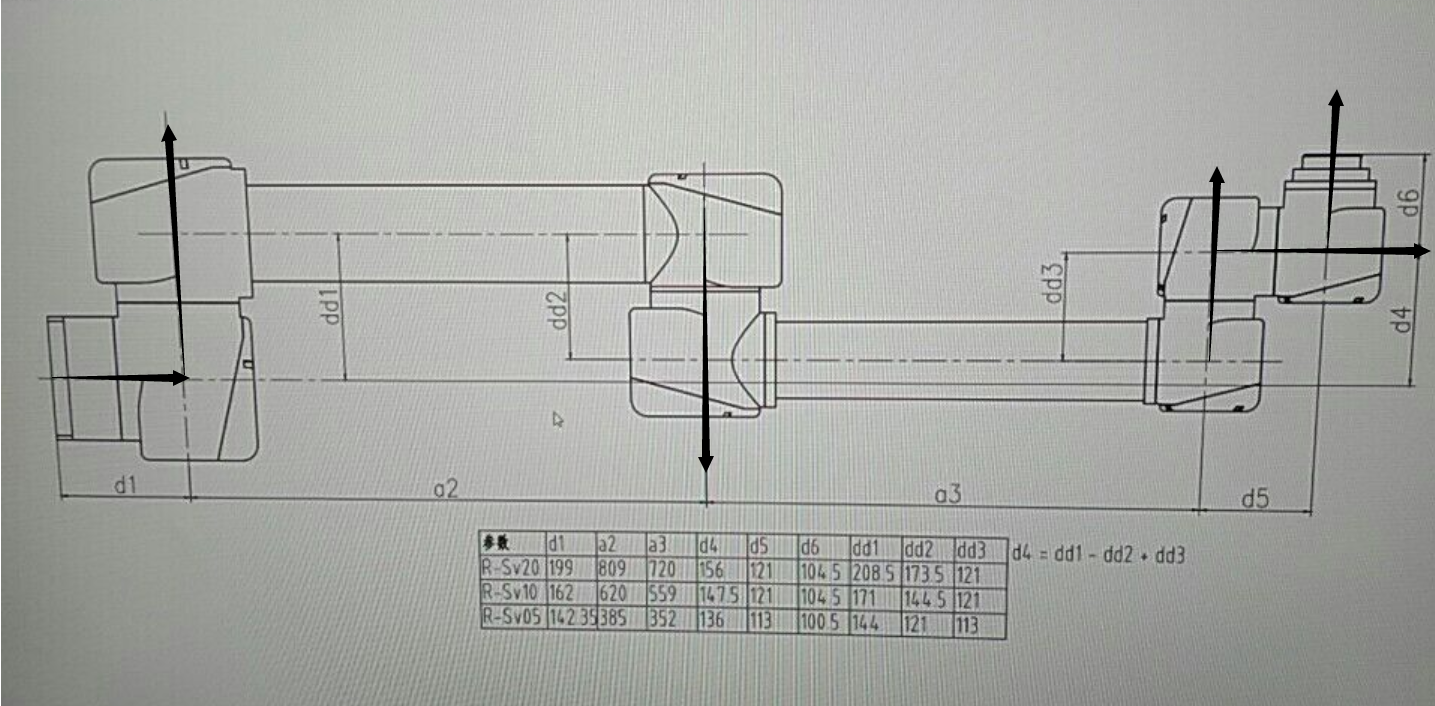 d6
dd1
dd2
dd3
d4
d1
a2
a3
d5
参数 d1 a2 a3 d4 d5 d6 dd1 dd2 dd3
R-Sv20 199 809 720 156 121 104.5 208.5 173.5 121
R-Sv10 162 620 559 147.5 121 104.5 171 144.5 121
R-Sv05 142.35 385 352 136 113 100.5 144 121 113
d4 = dd1 - dd2 + dd3